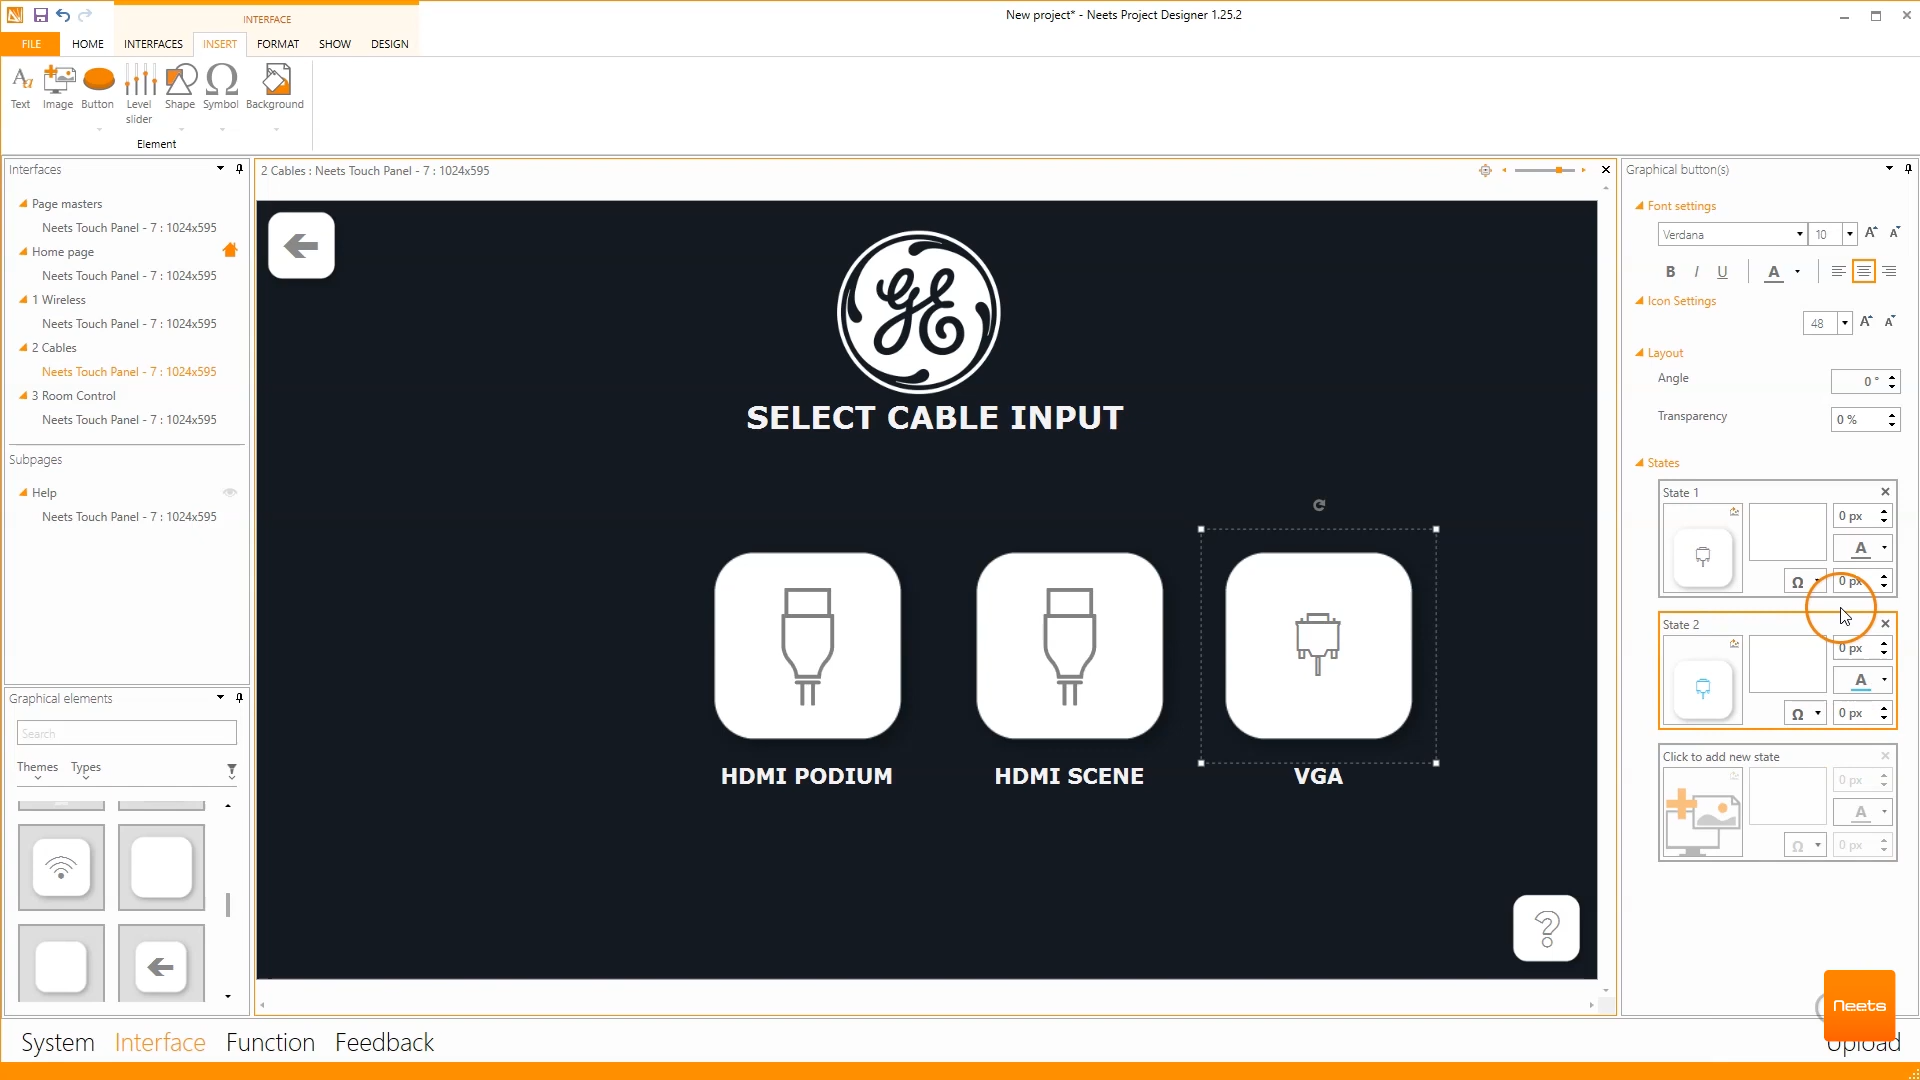 New project* - Neets Project Designer 1.25.2
INTERFACE
FILE HOME INTERFACES INSERT FORMAT SHOW DESIGN
Text Image Button Level slider Shape Symbol Background
Element
Interfaces
Page masters
Neets Touch Panel - 7 : 1024x595
Home page
Neets Touch Panel - 7 : 1024x595
1 Wireless
Neets Touch Panel - 7 : 1024x595
2 Cables
Neets Touch Panel - 7 : 1024x595
3 Room Control
Neets Touch Panel - 7 : 1024x595
Subpages
Help
Neets Touch Panel - 7 : 1024x595
Graphical elements
Search
Themes Types
2 Cables : Neets Touch Panel - 7 : 1024x595
GE
SELECT CABLE INPUT
HDMI PODIUM HDMI SCENE VGA
?
Graphical button(s)
Font settings
Verdana 10 A A
B I U A
Icon Settings
48 A A
Layout
Angle 0 °
Transparency 0 %
States
State 1
0 px
A
Ω 0 px
State 2
0 px
A
Ω 0 px
Click to add new state
0 px
A
Ω 0 px
System Interface Function Feedback
Neets
Upload